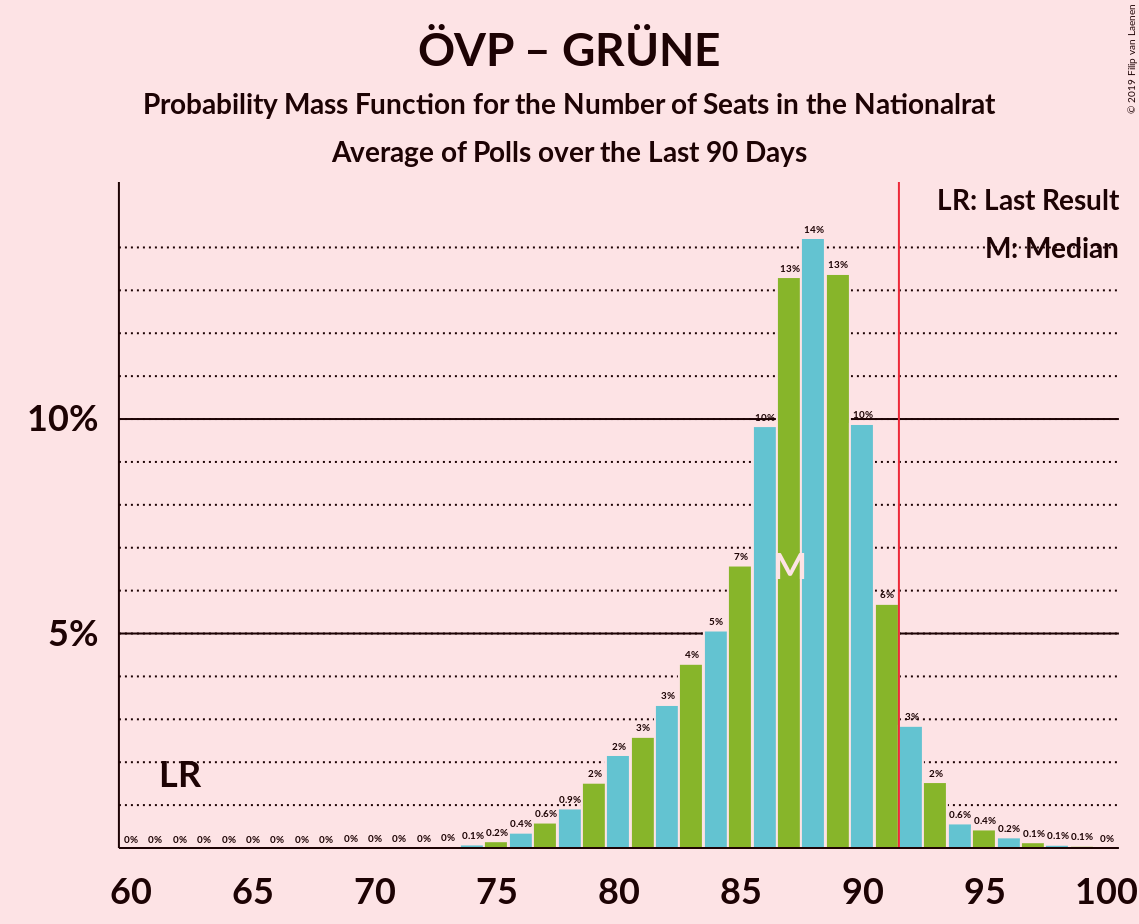 ÖVP – GRÜNE
Probability Mass Function for the Number of Seats in the Nationalrat
Average of Polls over the Last 90 Days
© 2019 Filip van Laenen
LR: Last Result
M: Median
10%
5%
LR
M
0% 0% 0% 0% 0% 0% 0% 0% 0% 0% 0% 0% 0% 0% 0.1% 0.2% 0.4% 0.6% 0.9% 2% 2% 3% 3% 4% 5% 7% 10% 13% 14% 13% 10% 6% 3% 2% 0.6% 0.4% 0.2% 0.1% 0.1% 0.1% 0%
60 65 70 75 80 85 90 95 100